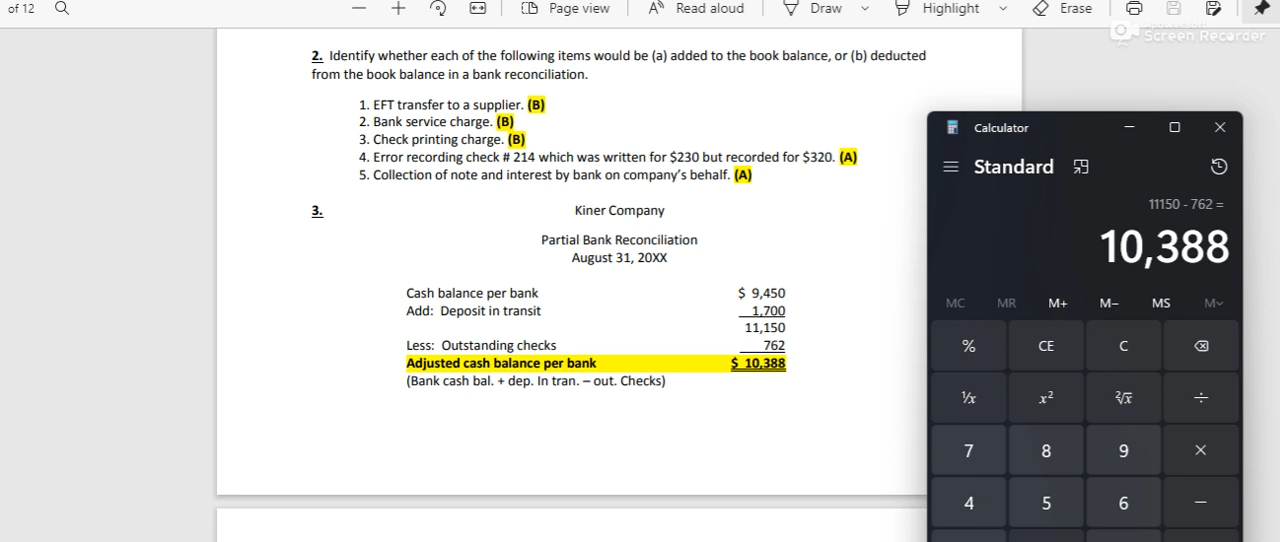 of 12 Page view Read aloud Draw Highlight Erase
Screen Recorder
2. Identify whether each of the following items would be (a) added to the book balance, or (b) deducted
from the book balance in a bank reconciliation.
1. EFT transfer to a supplier. (B)
2. Bank service charge. (B)
3. Check printing charge. (B)
4. Error recording check # 214 which was written for $230 but recorded for $320. (A)
5. Collection of note and interest by bank on company's behalf. (A)
3. Kiner Company
Partial Bank Reconciliation
August 31, 20XX
Cash balance per bank $ 9,450
Add: Deposit in transit 1,700
11,150
Less: Outstanding checks 762
Adjusted cash balance per bank $ 10,388
(Bank cash bal. + dep. In tran. – out. Checks)
Calculator
Standard
11150 - 762 =
10,388
MC MR M+ M− MS M˅
% CE C
¹/x x² ²√x ÷
7 8 9 ×
4 5 6 −